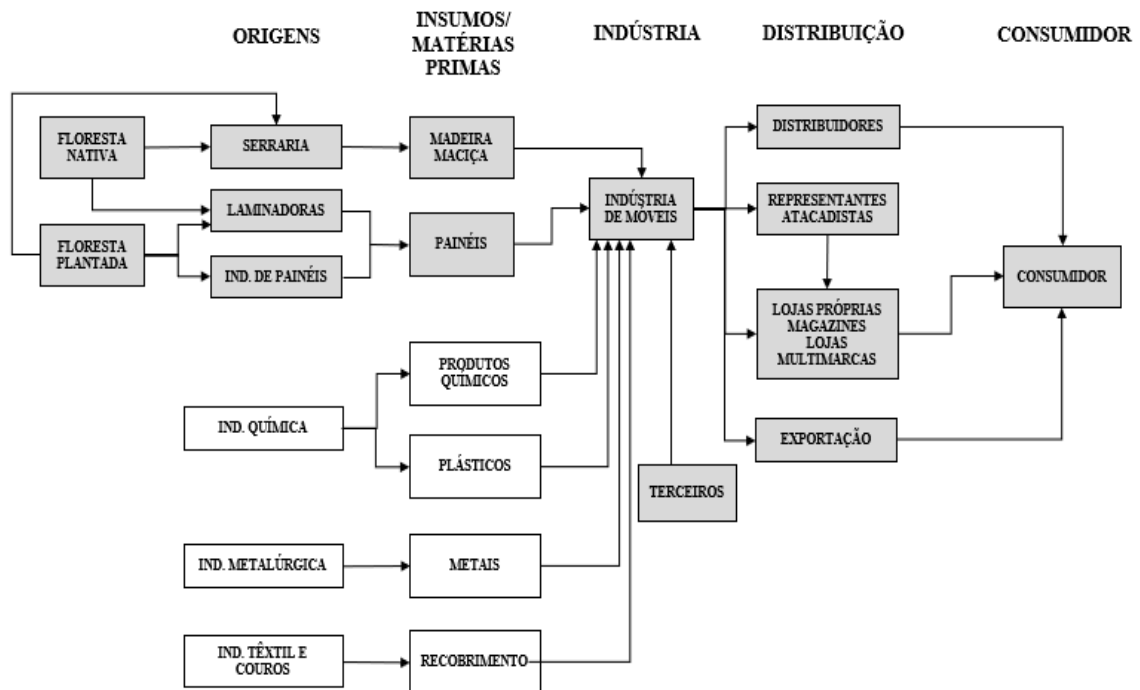 ORIGENS
INSUMOS/
MATÉRIAS
PRIMAS
INDÚSTRIA
DISTRIBUIÇÃO
CONSUMIDOR
FLORESTA
NATIVA
SERRARIA
MADEIRA
MACIÇA
DISTRIBUIDORES
LAMINADORAS
INDÚSTRIA
DE MÓVEIS
REPRESENTANTES
ATACADISTAS
FLORESTA
PLANTADA
IND. DE PAINÉIS
PAINÉIS
CONSUMIDOR
LOJAS PRÓPRIAS
MAGAZINES
LOJAS
MULTIMARCAS
PRODUTOS
QUÍMICOS
IND. QUÍMICA
PLÁSTICOS
EXPORTAÇÃO
TERCEIROS
IND. METALÚRGICA
METAIS
IND. TÊXTIL E
COUROS
RECOBRIMENTO